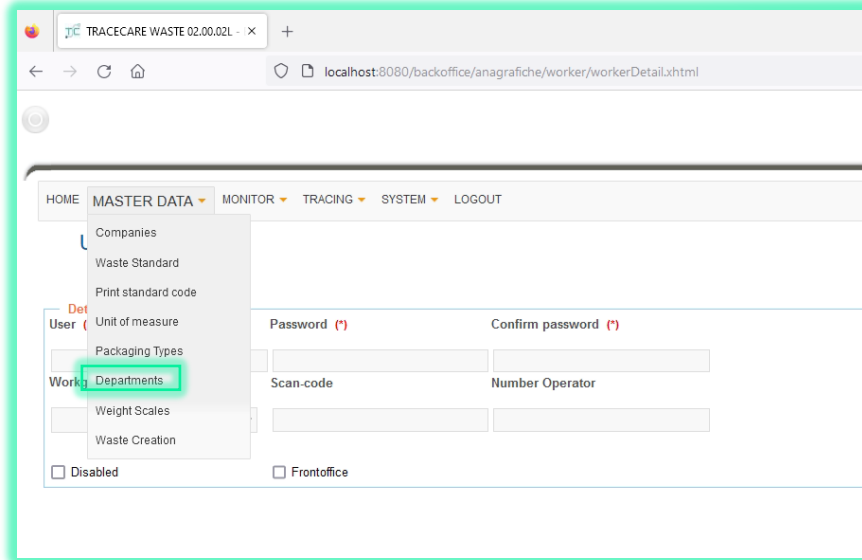 TRACECARE WASTE 02.00.02L -
localhost:8080/backoffice/anagrafiche/worker/workerDetail.xhtml
HOME MASTER DATA MONITOR TRACING SYSTEM LOGOUT
Companies
U
Waste Standard
Print standard code
Det
Unit of measure
User ( Password (*) Confirm password (*)
Packaging Types
Departments
Scan-code Number Operator
Weight Scales
Waste Creation
Disabled Frontoffice